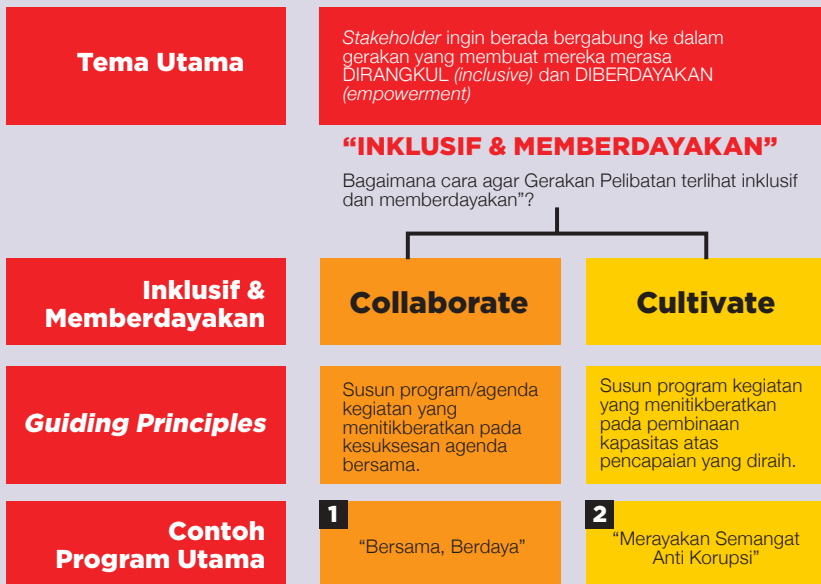 Tema Utama
Stakeholder ingin berada bergabung ke dalam
gerakan yang membuat mereka merasa
DIRANGKUL (inclusive) dan DIBERDAYAKAN
(empowerment)
“INKLUSIF & MEMBERDAYAKAN”
Bagaimana cara agar Gerakan Pelibatan terlihat inklusif
dan memberdayakan”?
Inklusif &
Memberdayakan
Collaborate
Cultivate
Guiding Principles
Susun program/agenda
kegiatan yang
menitikberatkan pada
kesuksesan agenda
bersama.
Susun program kegiatan
yang menitikberatkan
pada pembinaan
kapasitas atas
pencapaian yang diraih.
Contoh
Program Utama
1
“Bersama, Berdaya”
2
“Merayakan Semangat
Anti Korupsi”